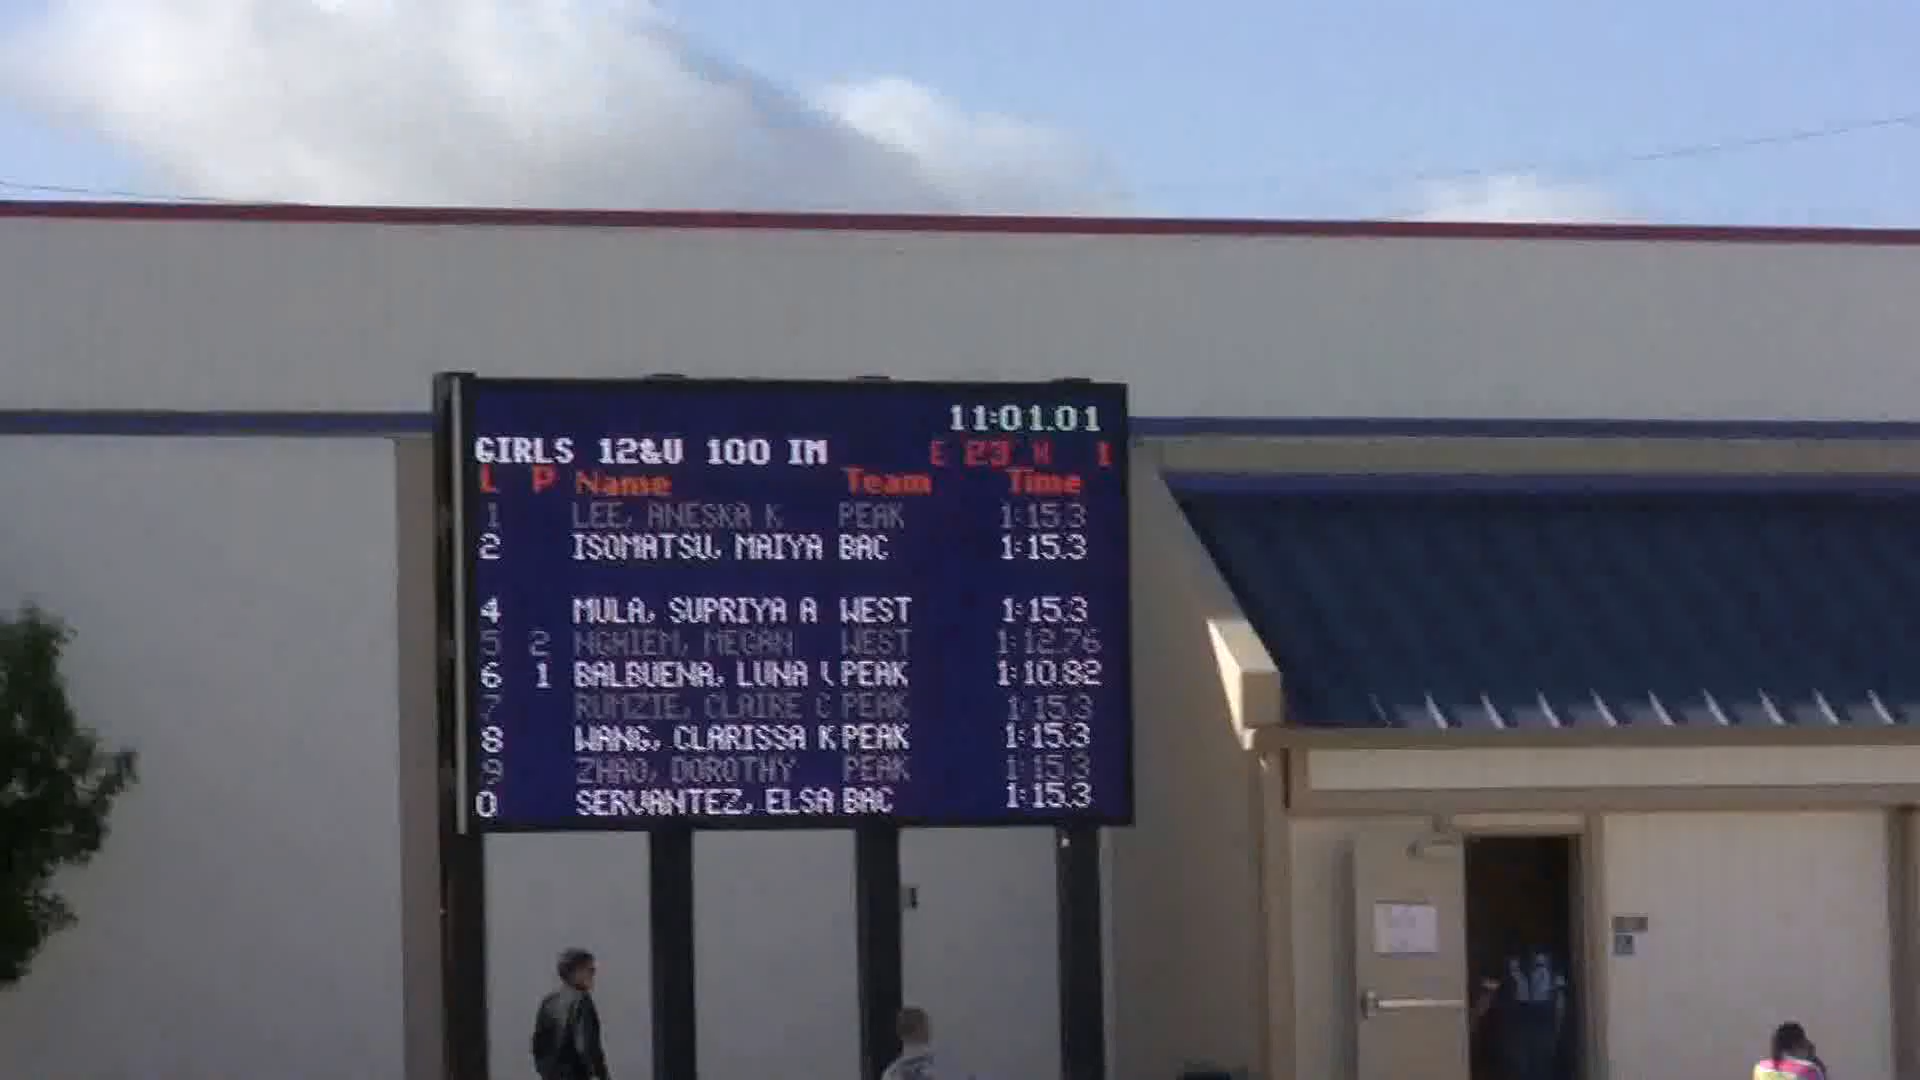 11:01.01
GIRLS 12&U 100 IM E 23 H 1
L P Name Team Time
1 LEE, ANESKA K PEAK 1:15.3
2 ISOMATSU, MAIYA BAC 1:15.3
4 MULA, SUPRIYA A WEST 1:15.3
5 2 NGHIEM, MEGAN WEST 1:12.76
6 1 BALBUENA, LUNA PEAK 1:10.82
7 RUMZIE, CLAIRE C PEAK 1:15.3
8 WANG, CLARISSA K PEAK 1:15.3
9 ZHAO, DOROTHY PEAK 1:15.3
0 SERVANTEZ, ELSA BAC 1:15.3